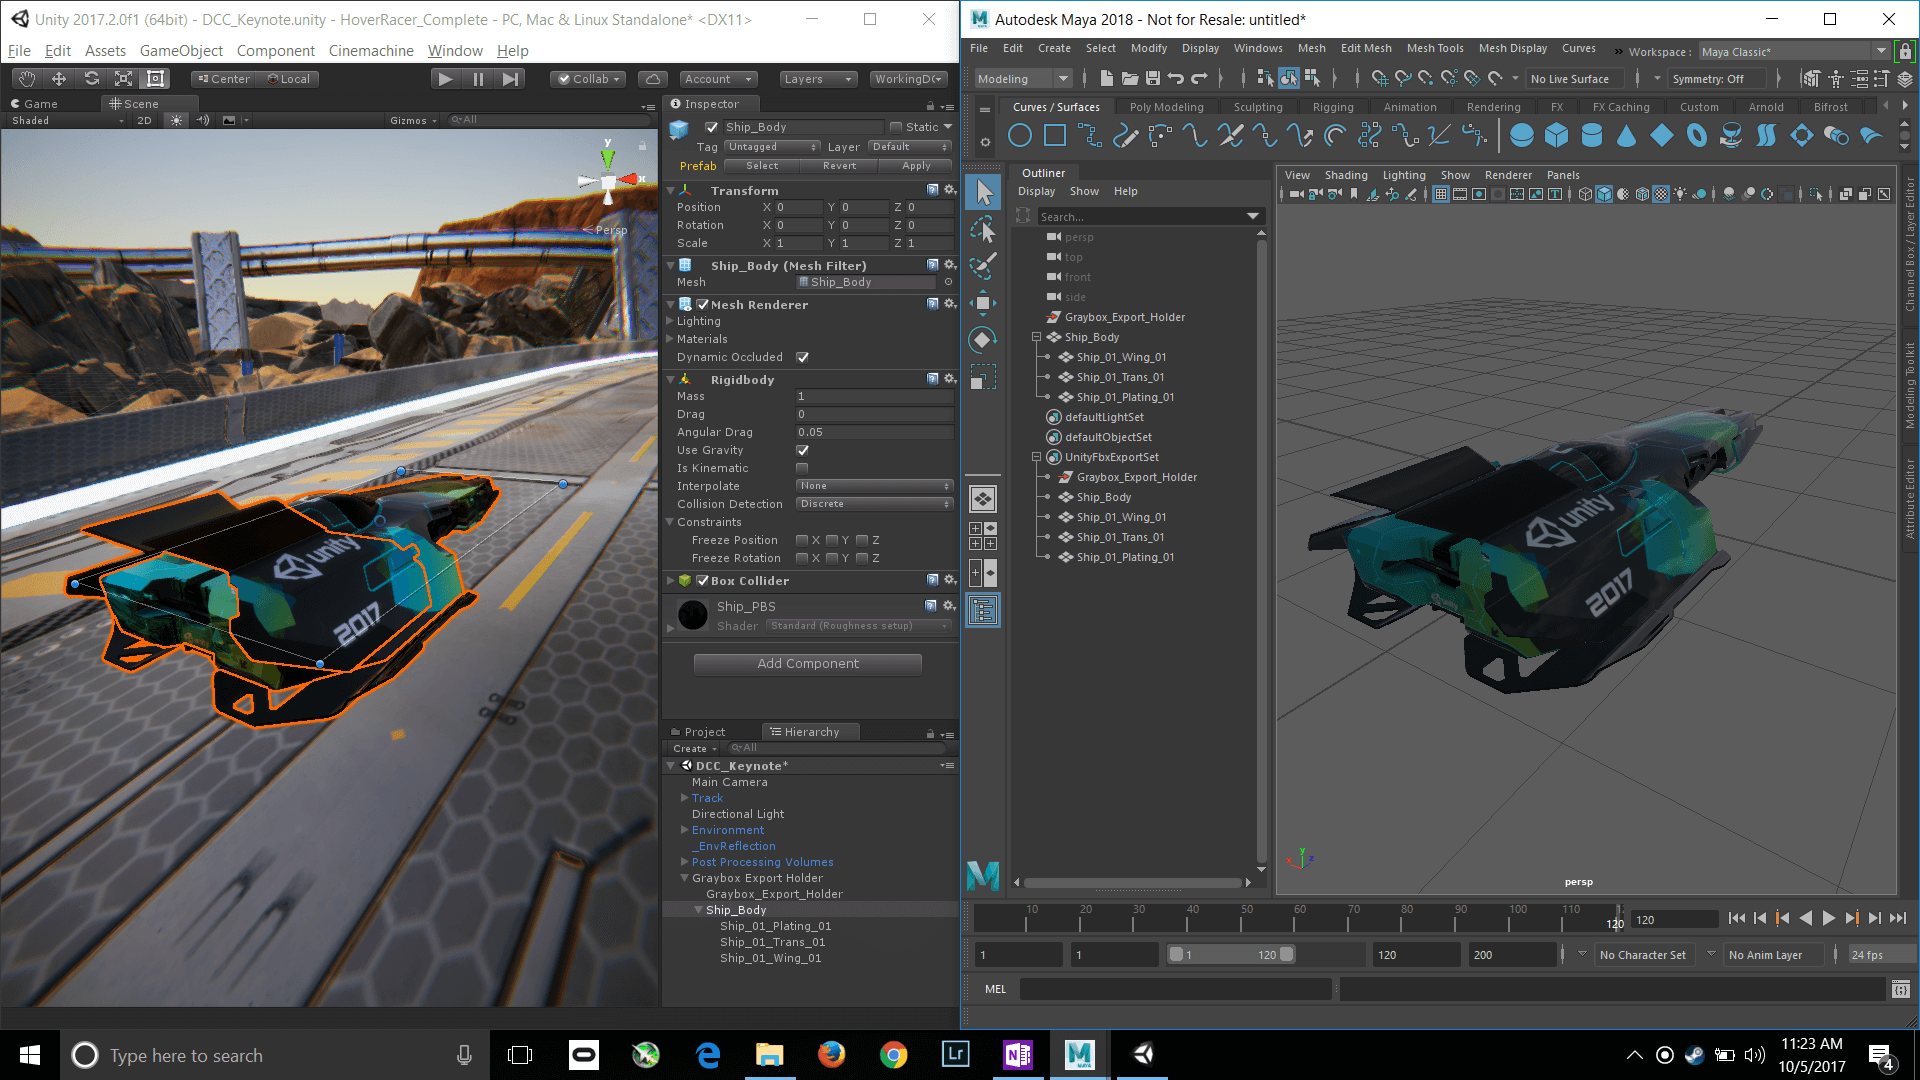 Unity 2017.2.0f1 (64bit) - DCC_Keynote.unity - HoverRacer_Complete - PC, Mac & Linux Standalone* <DX11>
File Edit Assets GameObject Component Cinemachine Window Help
Center Local Collab Account Layers WorkingD
Game Scene
Shaded 2D Gizmos All
y x
Persp
unity
2017
Inspector
Ship_Body Static
Tag Untagged Layer Default
Prefab Select Revert Apply
Transform
Position X 0 Y 0 Z 0
Rotation X 0 Y 0 Z 0
Scale X 1 Y 1 Z 1
Ship_Body (Mesh Filter)
Mesh Ship_Body
Mesh Renderer
Lighting
Materials
Dynamic Occluded
Rigidbody
Mass 1
Drag 0
Angular Drag 0.05
Use Gravity
Is Kinematic
Interpolate None
Collision Detection Discrete
Constraints
Freeze Position X Y Z
Freeze Rotation X Y Z
Box Collider
Ship_PBS
Shader Standard (Roughness setup)
Add Component
Project Hierarchy
Create All
DCC_Keynote*
Main Camera
Track
Directional Light
Environment
_EnvReflection
Post Processing Volumes
Graybox Export Holder
Graybox_Export_Holder
Ship_Body
Ship_01_Plating_01
Ship_01_Trans_01
Ship_01_Wing_01
Autodesk Maya 2018 - Not for Resale: untitled*
File Edit Create Select Modify Display Windows Mesh Edit Mesh Mesh Tools Mesh Display Curves Workspace : Maya Classic*
Modeling No Live Surface Symmetry: Off
Curves / Surfaces Poly Modeling Sculpting Rigging Animation Rendering FX FX Caching Custom Arnold Bifrost
Outliner
Display Show Help
Search...
persp
top
front
side
Graybox_Export_Holder
Ship_Body
Ship_01_Wing_01
Ship_01_Trans_01
Ship_01_Plating_01
defaultLightSet
defaultObjectSet
UnityFbxExportSet
Graybox_Export_Holder
Ship_Body
Ship_01_Wing_01
Ship_01_Trans_01
Ship_01_Plating_01
View Shading Lighting Show Renderer Panels
unity
2017
unity
y x z
persp
Channel Box / Layer Editor
Modeling Toolkit
Attribute Editor
10 20 30 40 50 60 70 80 90 100 110 120 120
1 1 1 120 120 200 No Character Set No Anim Layer 24 fps
MEL
Type here to search
Lr
N
M
MAYA
11:23 AM
10/5/2017
4